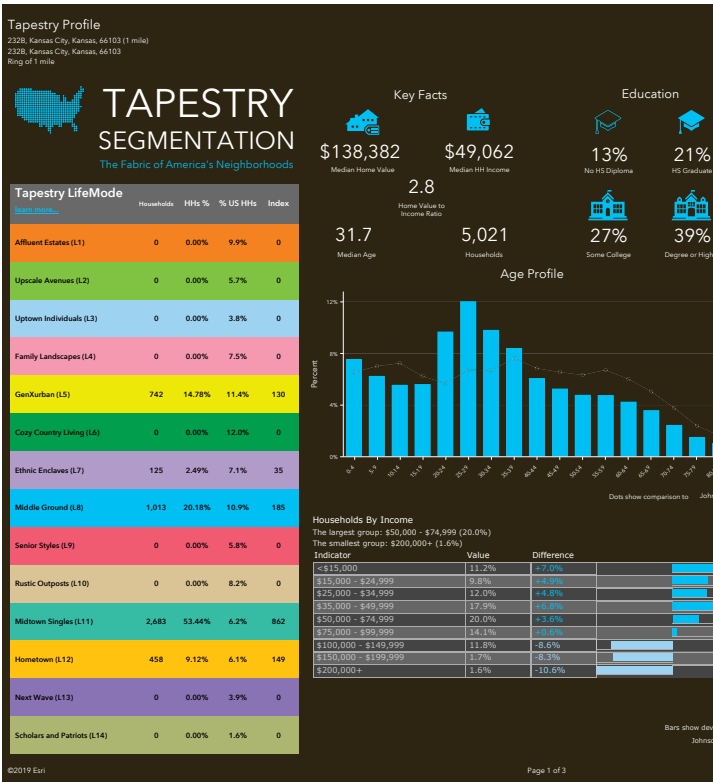 Tapestry Profile
232B, Kansas City, Kansas, 66103 (1 mile)
232B, Kansas City, Kansas, 66103
Ring of 1 mile
TAPESTRY
SEGMENTATION
The Fabric of America's Neighborhoods
Tapestry LifeMode Households HHs % % US HHs Index
learn more...
Affluent Estates (L1) 0 0.00% 9.9% 0
Upscale Avenues (L2) 0 0.00% 5.7% 0
Uptown Individuals (L3) 0 0.00% 3.8% 0
Family Landscapes (L4) 0 0.00% 7.5% 0
GenXurban (L5) 742 14.78% 11.4% 130
Cozy Country Living (L6) 0 0.00% 12.0% 0
Ethnic Enclaves (L7) 125 2.49% 7.1% 35
Middle Ground (L8) 1,013 20.18% 10.9% 185
Senior Styles (L9) 0 0.00% 5.8% 0
Rustic Outposts (L10) 0 0.00% 8.2% 0
Midtown Singles (L11) 2,683 53.44% 6.2% 862
Hometown (L12) 458 9.12% 6.1% 149
Next Wave (L13) 0 0.00% 3.9% 0
Scholars and Patriots (L14) 0 0.00% 1.6% 0
Key Facts
$138,382 $49,062
Median Home Value Median HH Income
2.8
Home Value to
Income Ratio
31.7 5,021
Median Age Households
Education
13% 21%
No HS Diploma HS Graduate
27% 39%
Some College Degree or High
Age Profile
Percent
12%
8%
4%
0%
0-4 5-9 10-14 15-19 20-24 25-29 30-34 35-39 40-44 45-49 50-54 55-59 60-64 65-69 70-74 75-79 80-
Dots show comparison to John
Households By Income
The largest group: $50,000 - $74,999 (20.0%)
The smallest group: $200,000+ (1.6%)
Indicator Value Difference
<$15,000 11.2% +7.0%
$15,000 - $24,999 9.8% +4.9%
$25,000 - $34,999 12.0% +4.8%
$35,000 - $49,999 17.9% +6.8%
$50,000 - $74,999 20.0% +3.6%
$75,000 - $99,999 14.1% +0.6%
$100,000 - $149,999 11.8% -8.6%
$150,000 - $199,999 1.7% -8.3%
$200,000+ 1.6% -10.6%
Bars show dev
Johnso
©2019 Esri Page 1 of 3